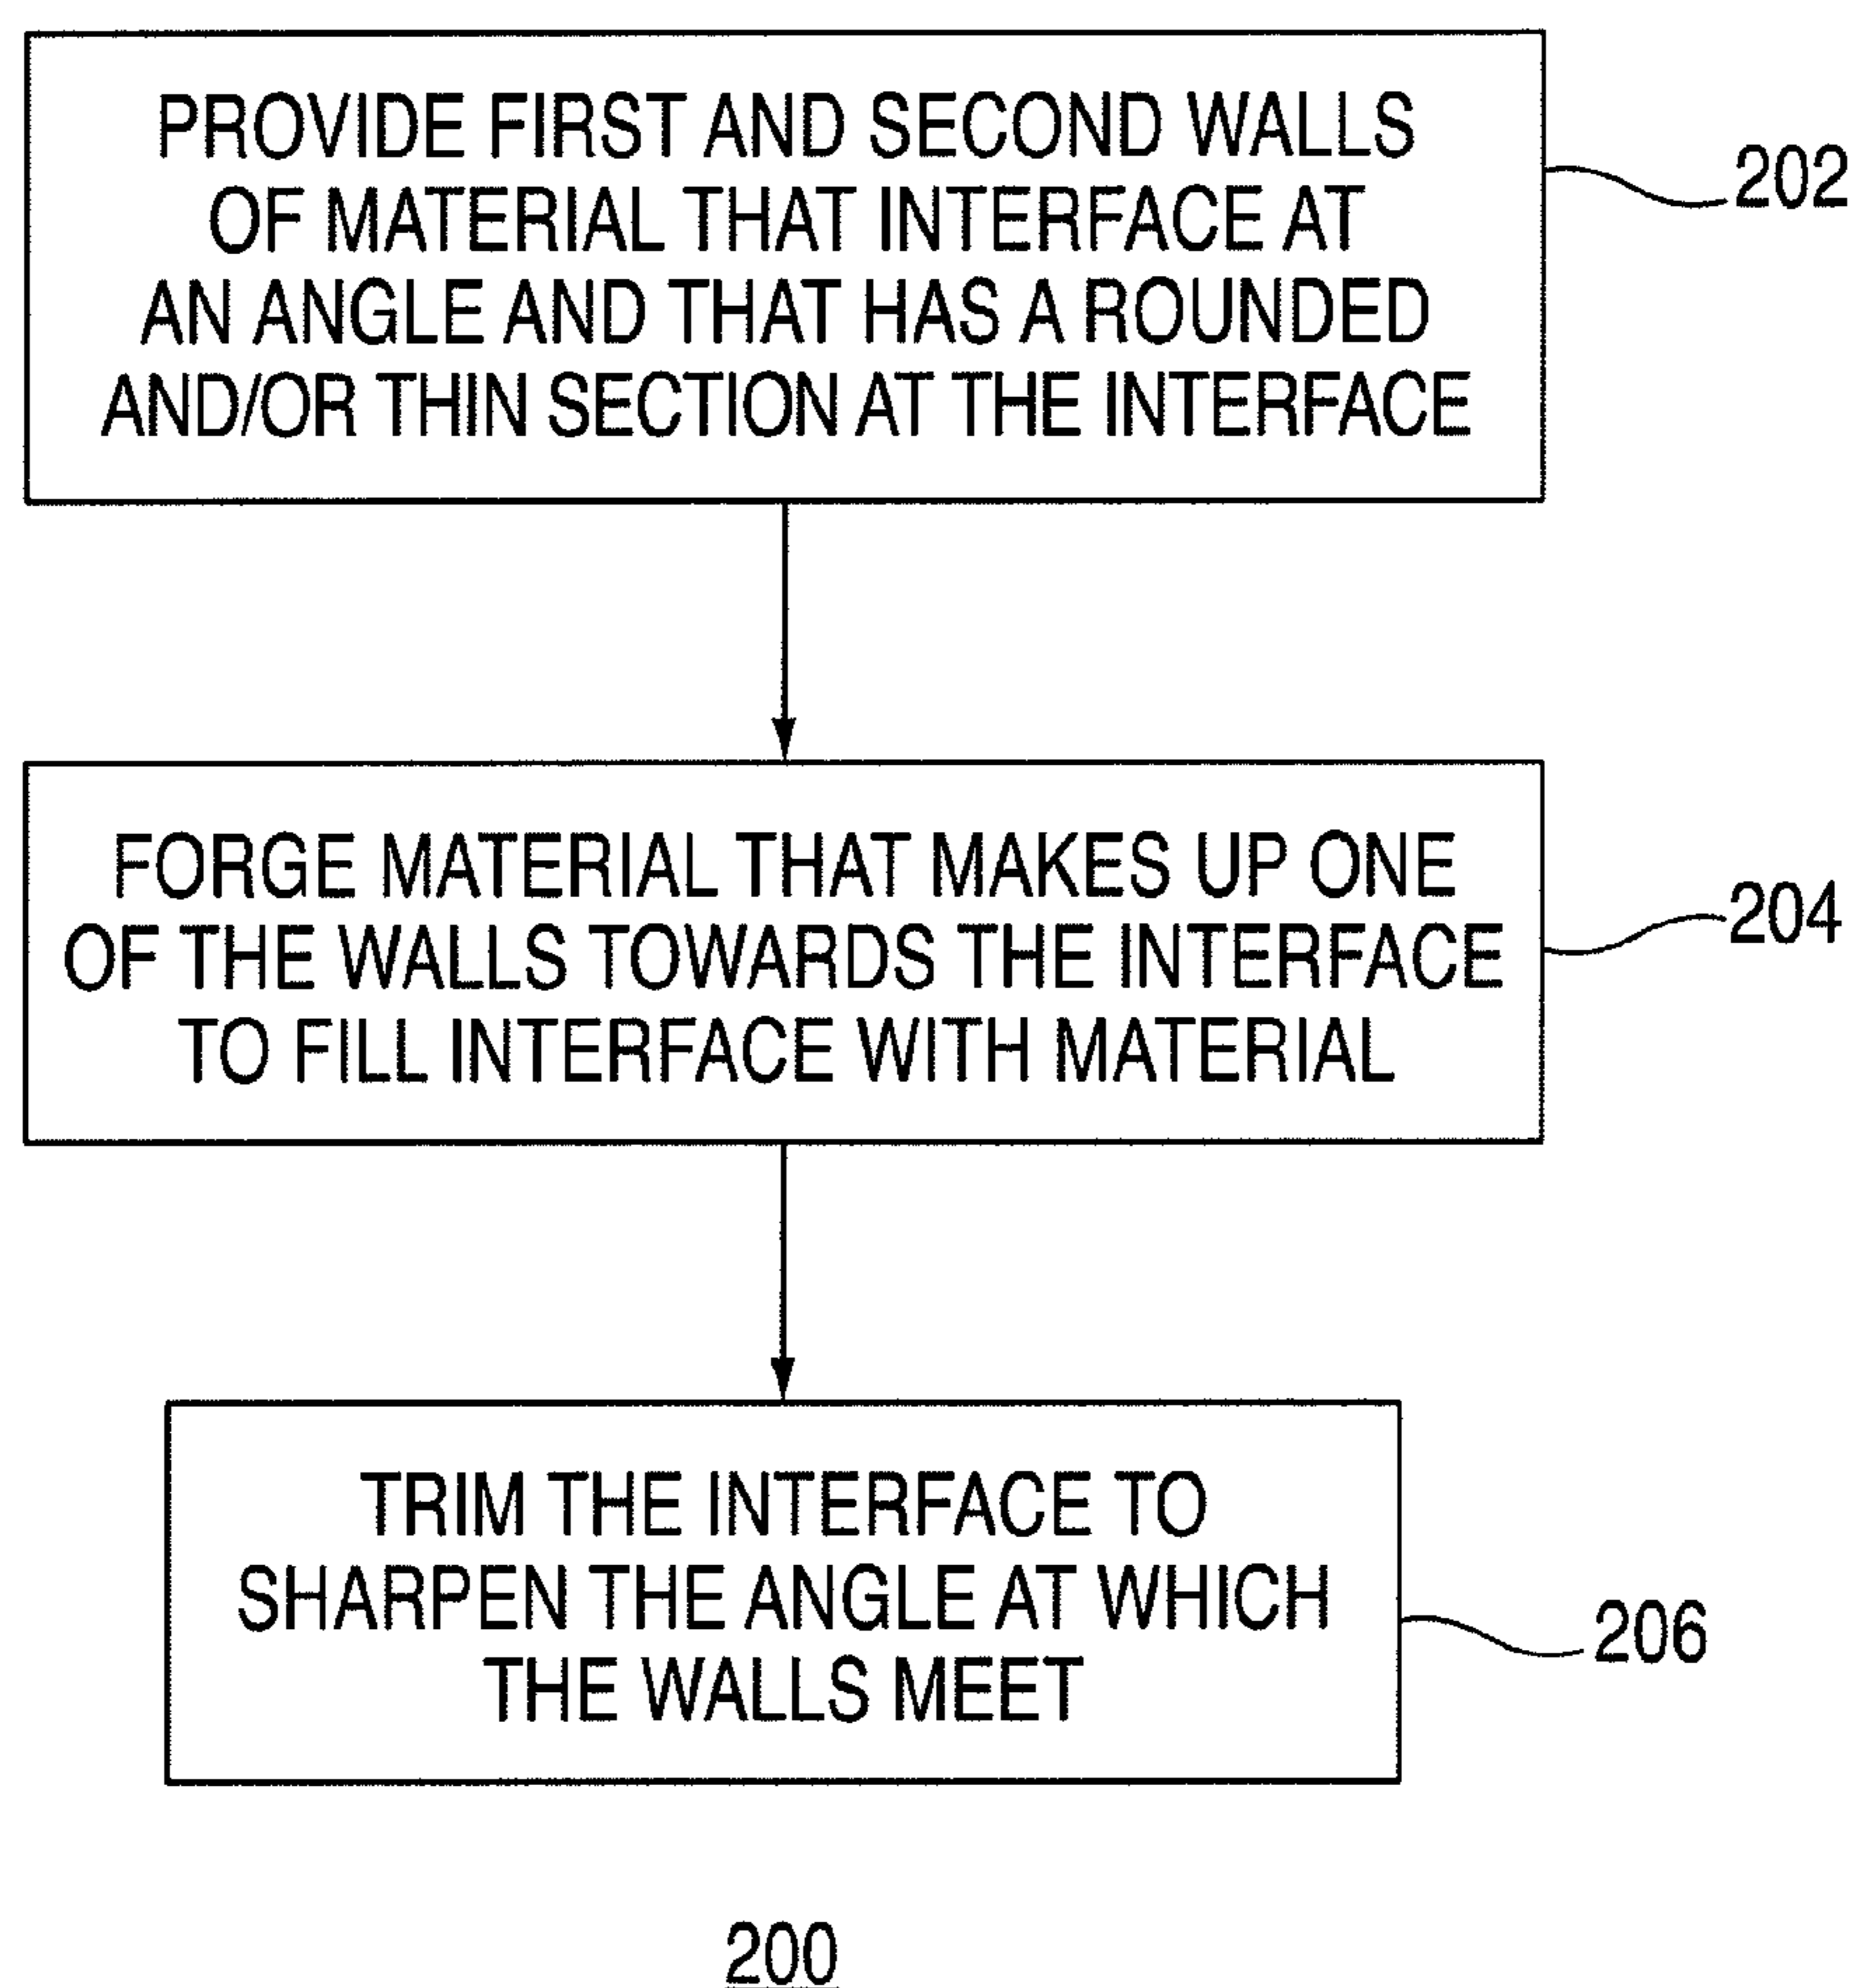 PROVIDE FIRST AND SECOND WALLS
OF MATERIAL THAT INTERFACE AT
AN ANGLE AND THAT HAS A ROUNDED
AND/OR THIN SECTION AT THE INTERFACE
202
FORGE MATERIAL THAT MAKES UP ONE
OF THE WALLS TOWARDS THE INTERFACE
TO FILL INTERFACE WITH MATERIAL
204
TRIM THE INTERFACE TO
SHARPEN THE ANGLE AT WHICH
THE WALLS MEET
206
200